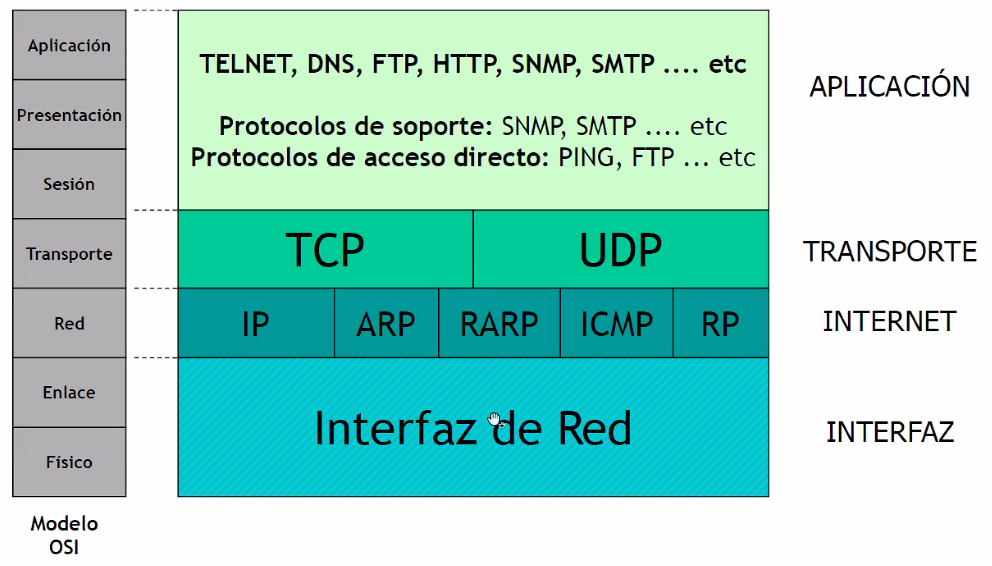 Aplicación
Presentación
Sesión
Transporte
Red
Enlace
Físico
Modelo
OSI
TELNET, DNS, FTP, HTTP, SNMP, SMTP .... etc
Protocolos de soporte: SNMP, SMTP .... etc
Protocolos de acceso directo: PING, FTP ... etc
TCP UDP
IP ARP RARP ICMP RP
Interfaz de Red
APLICACIÓN
TRANSPORTE
INTERNET
INTERFAZ